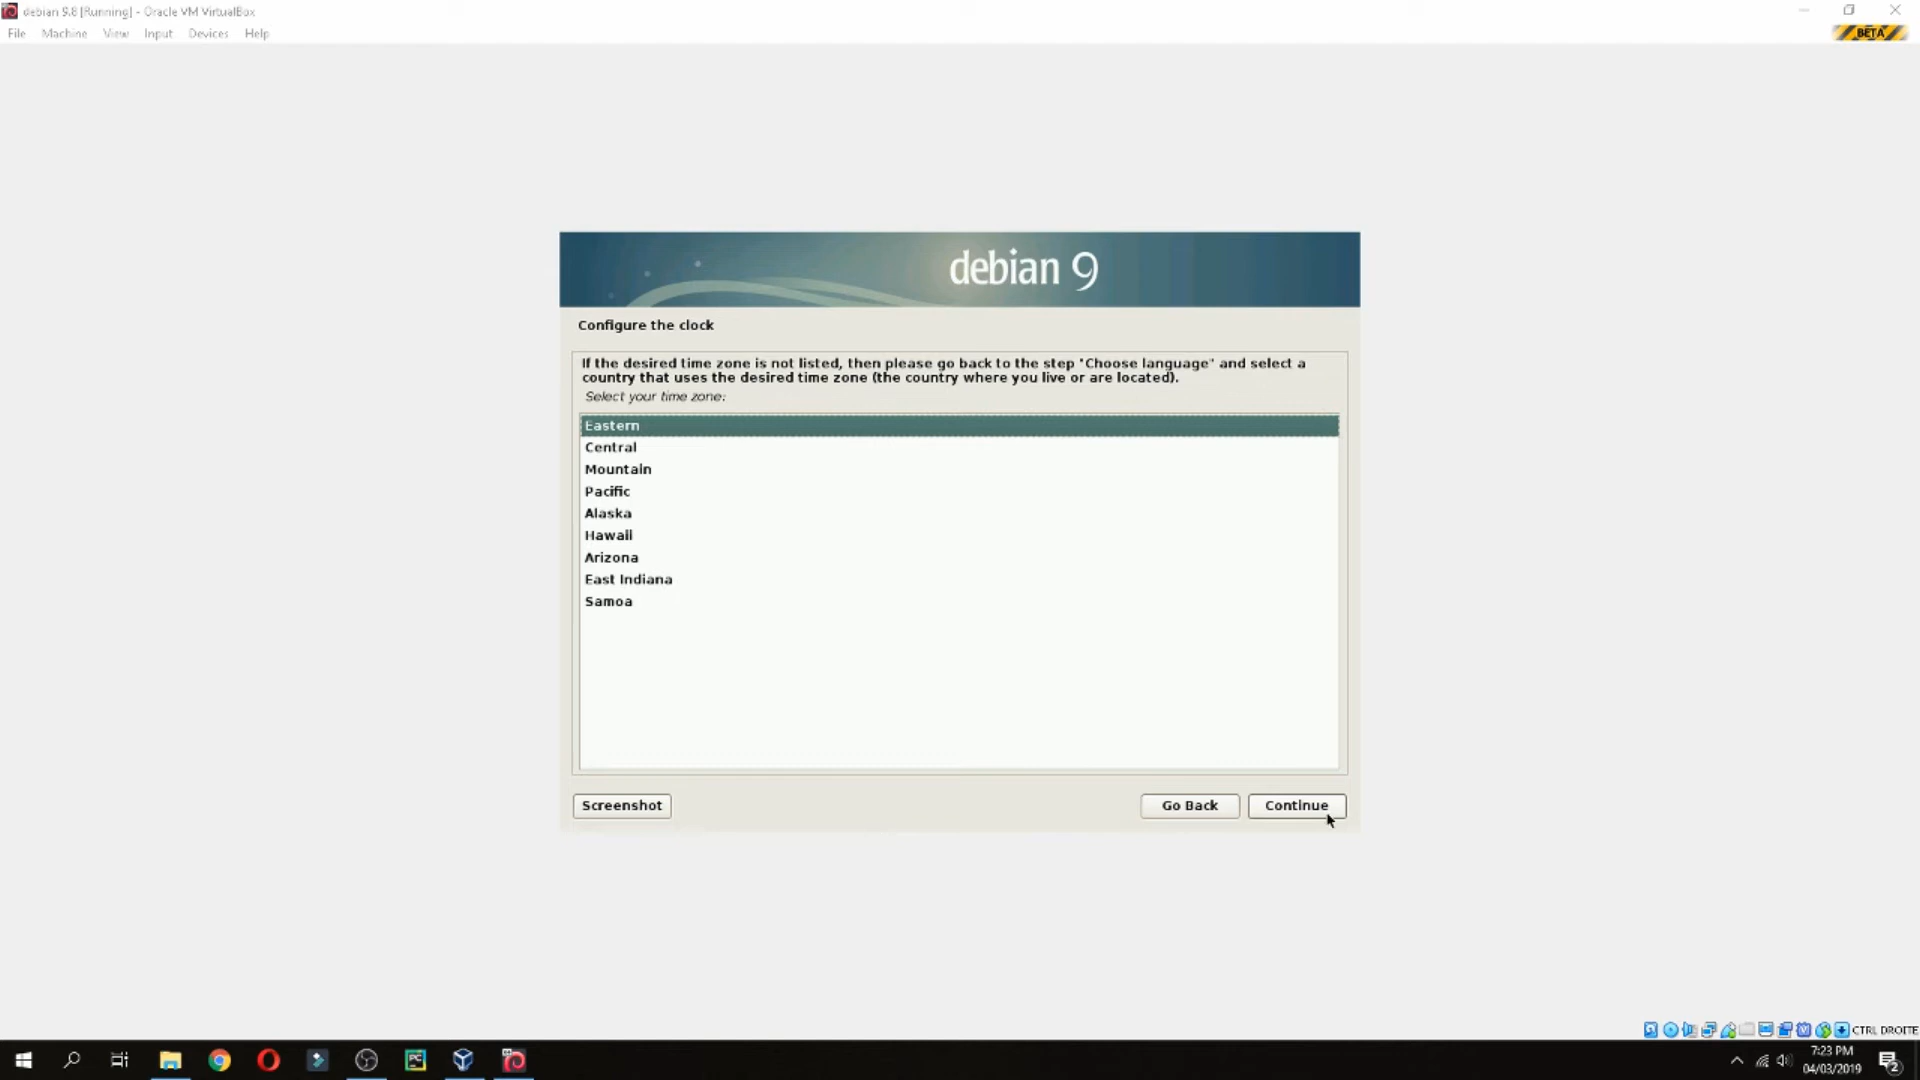 debian 9.8 [Running] - Oracle VM VirtualBox
File Machine View Input Devices Help
BETA
debian 9
Configure the clock
If the desired time zone is not listed, then please go back to the step "Choose language" and select a
country that uses the desired time zone (the country where you live or are located).
Select your time zone:
Eastern
Central
Mountain
Pacific
Alaska
Hawaii
Arizona
East Indiana
Samoa
Screenshot
Go Back
Continue
CTRL DROITE
PC
7:23 PM
04/03/2019
2